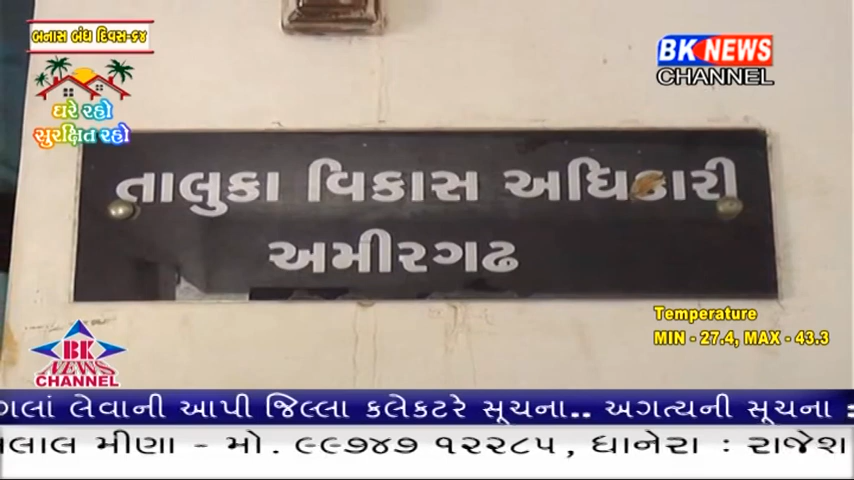 બનાસ બંધ દિવસ-૬૪
ઘરે રહો
સુરક્ષિત રહો
BK NEWS
CHANNEL
તાલુકા વિકાસ અધિકારી
અમીરગઢ
Temperature
MIN - 27.4, MAX - 43.3
BK
NEWS
CHANNEL
ગલાં લેવાની આપી જિલ્લા કલેકટરે સૂચના.. અગત્યની સૂચના :
લાલ મીણા - મો. ૯૯૭૪૭ ૧૨૨૮૫, ધાનેરા : રાજેશ